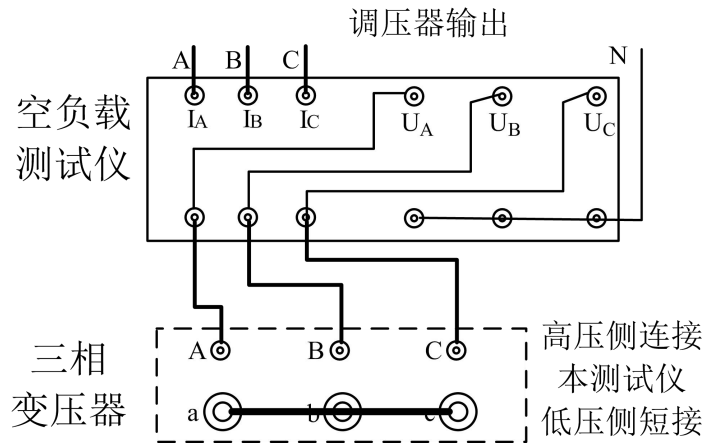 调压器输出
A B C N
空负载
测试仪
IA IB IC UA UB UC
三相
变压器
A B C
a b c
高压侧连接
本测试仪
低压侧短接